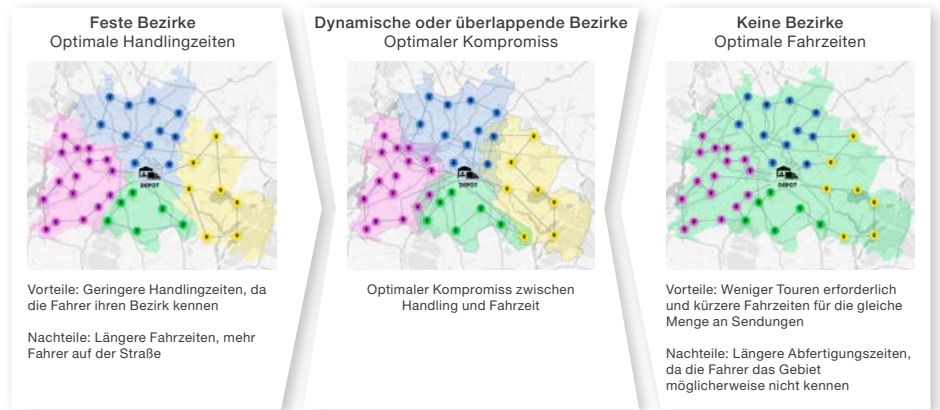 Feste Bezirke
Optimale Handlingzeiten
DEPOT
Vorteile: Geringere Handlingzeiten, da
die Fahrer ihren Bezirk kennen
Nachteile: Längere Fahrzeiten, mehr
Fahrer auf der Straße
Dynamische oder überlappende Bezirke
Optimaler Kompromiss
DEPOT
Optimaler Kompromiss zwischen
Handling und Fahrzeit
Keine Bezirke
Optimale Fahrzeiten
DEPOT
Vorteile: Weniger Touren erforderlich
und kürzere Fahrzeiten für die gleiche
Menge an Sendungen
Nachteile: Längere Abfertigungszeiten,
da die Fahrer das Gebiet
möglicherweise nicht kennen